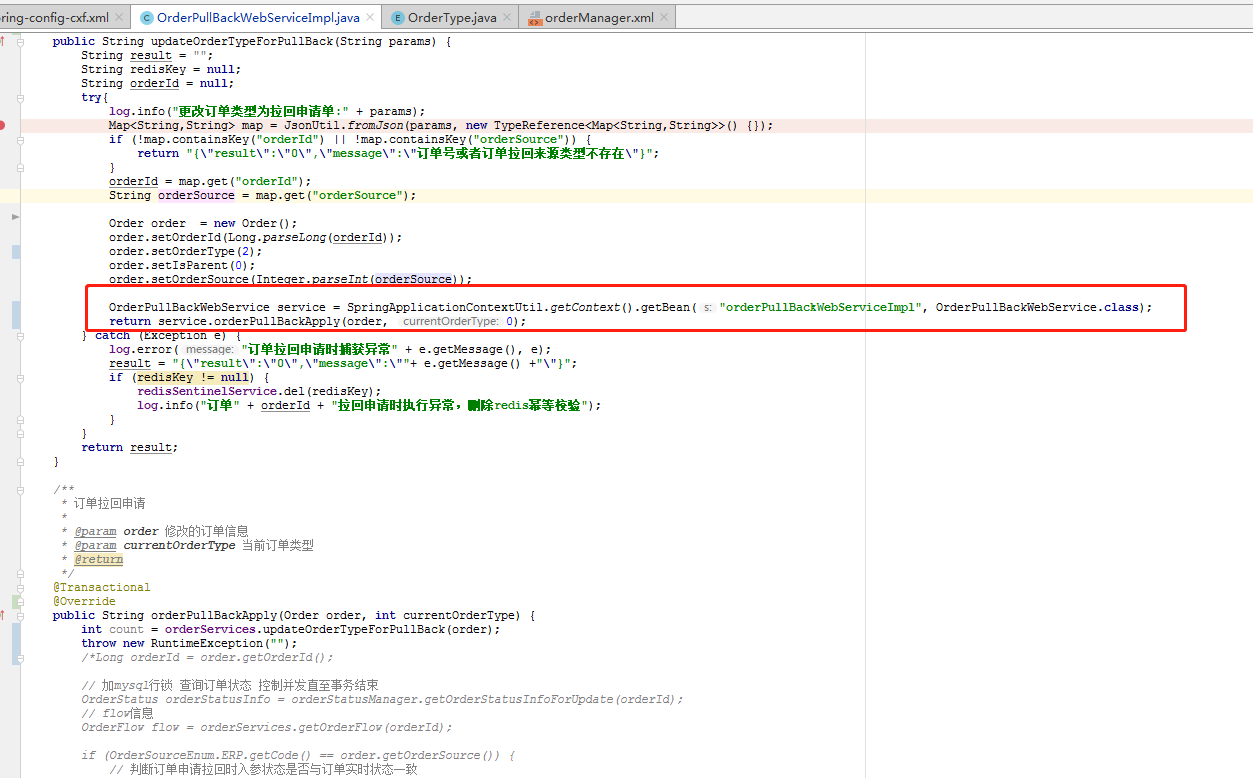 ring-config-cxf.xml × C OrderPullBackWebServiceImpl.java × E OrderType.java × orderManager.xml ×
public String updateOrderTypeForPullBack(String params) {
String result = "";
String redisKey = null;
String orderId = null;
try{
log.info("更改订单类型为拉回申请单:" + params);
Map<String,String> map = JsonUtil.fromJson(params, new TypeReference<Map<String,String>>() {});
if (!map.containsKey("orderId") || !map.containsKey("orderSource")) {
return "{\"result\":\"0\",\"message\":\"订单号或者订单拉回来源类型不存在\"}";
}
orderId = map.get("orderId");
String orderSource = map.get("orderSource");
Order order  = new Order();
order.setOrderId(Long.parseLong(orderId));
order.setOrderType(2);
order.setIsParent(0);
order.setOrderSource(Integer.parseInt(orderSource));
OrderPullBackWebService service = SpringApplicationContextUtil.getContext().getBean( s: "orderPullBackWebServiceImpl", OrderPullBackWebService.class);
return service.orderPullBackApply(order, currentOrderType: 0);
} catch (Exception e) {
log.error( message: "订单拉回申请时捕获异常" + e.getMessage(), e);
result = "{\"result\":\"0\",\"message\":\""+ e.getMessage() +"\"}";
if (redisKey != null) {
redisSentinelService.del(redisKey);
log.info("订单" + orderId + "拉回申请时执行异常，删除redis幂等校验");
}
}
return result;
}
/**
* 订单拉回申请
*
* @param order 修改的订单信息
* @param currentOrderType 当前订单类型
* @return
*/
@Transactional
@Override
public String orderPullBackApply(Order order, int currentOrderType) {
int count = orderServices.updateOrderTypeForPullBack(order);
throw new RuntimeException("");
/*Long orderId = order.getOrderId();
// 加mysql行锁 查询订单状态 控制并发直至事务结束
OrderStatus orderStatusInfo = orderStatusManager.getOrderStatusInfoForUpdate(orderId);
// flow信息
OrderFlow flow = orderServices.getOrderFlow(orderId);
if (OrderSourceEnum.ERP.getCode() == order.getOrderSource()) {
// 判断订单申请拉回时入参状态是否与订单实时状态一致